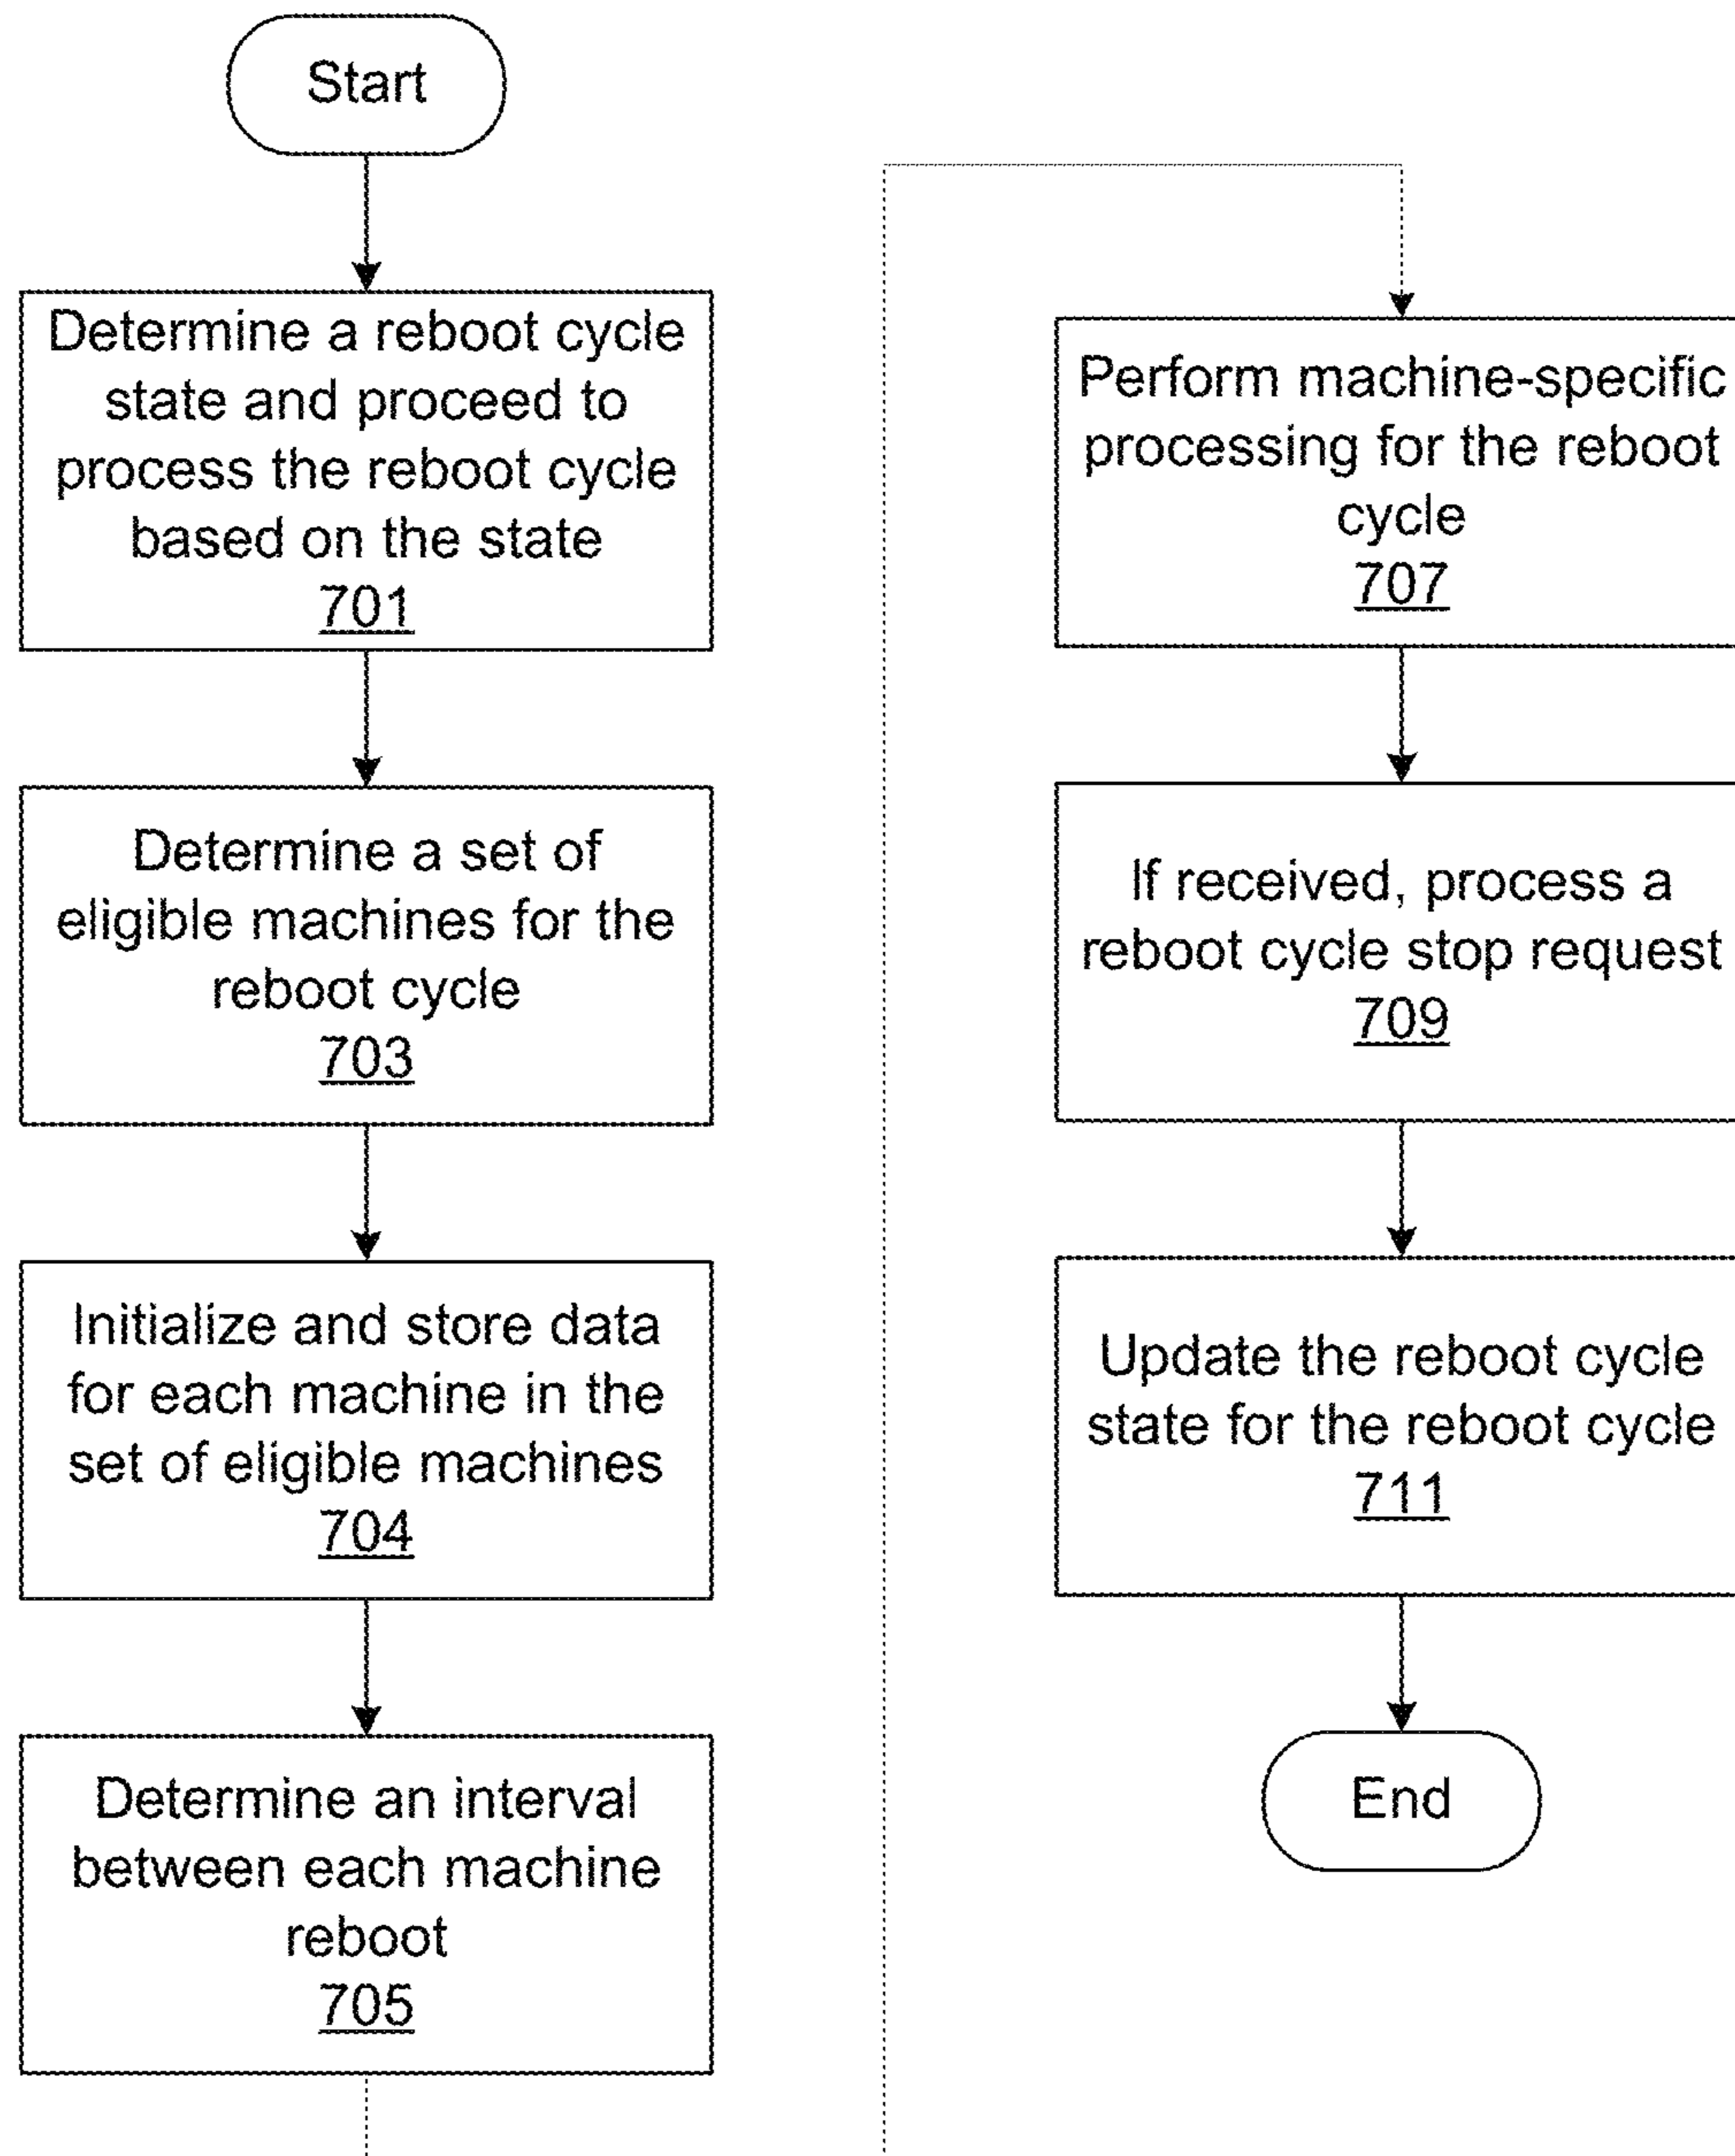 Start
Determine a reboot cycle
state and proceed to
process the reboot cycle
based on the state
701
Determine a set of
eligible machines for the
reboot cycle
703
Initialize and store data
for each machine in the
set of eligible machines
704
Determine an interval
between each machine
reboot
705
Perform machine-specific
processing for the reboot
cycle
707
If received, process a
reboot cycle stop request
709
Update the reboot cycle
state for the reboot cycle
711
End